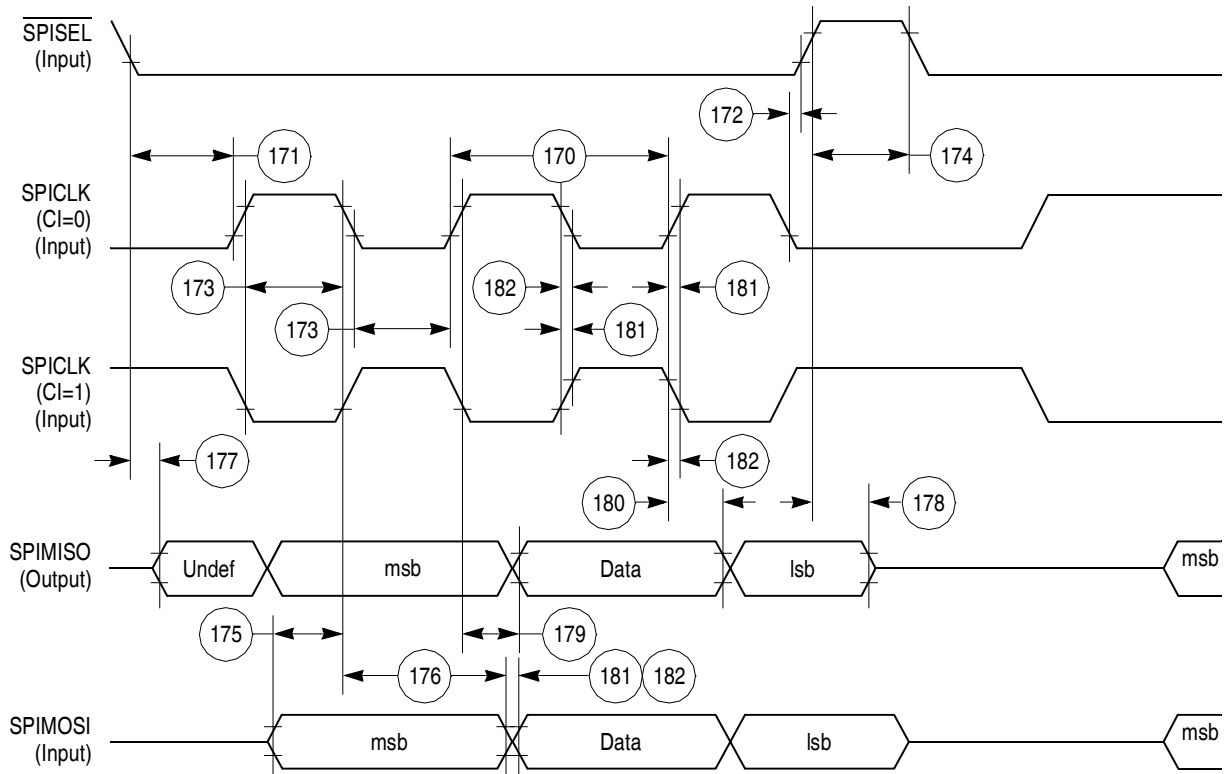 SPISEL
(Input)
172
171
170
174
SPICLK
(CI=0)
(Input)
173
182
181
173
181
SPICLK
(CI=1)
(Input)
177
182
180
178
SPIMISO
(Output)
Undef
msb
Data
lsb
msb
175
179
176
181
182
SPIMOSI
(Input)
msb
Data
lsb
msb